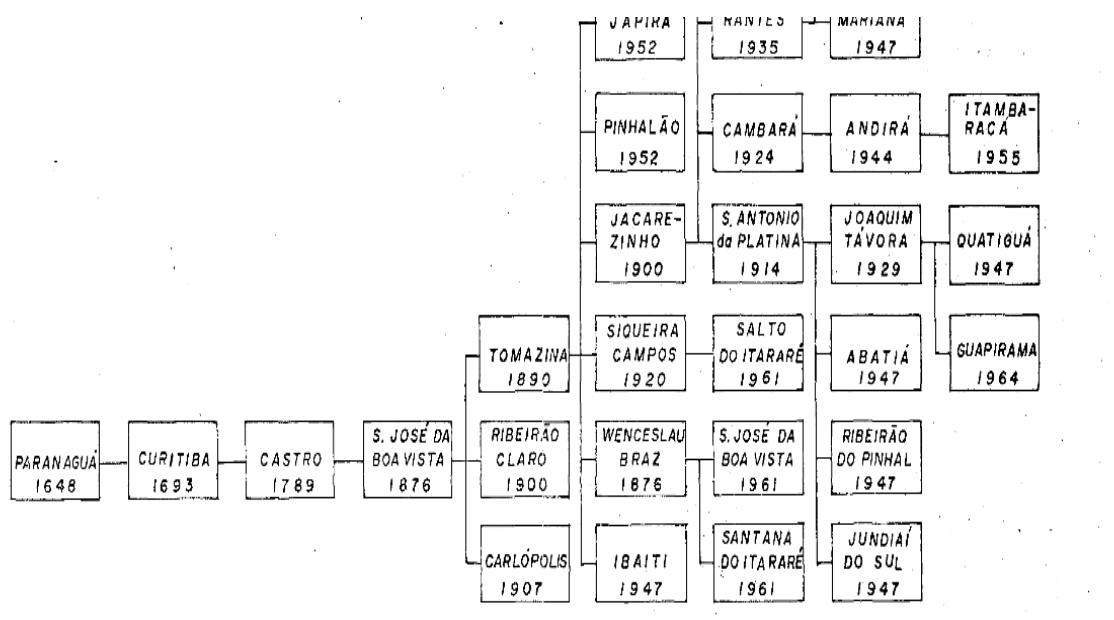 JAPIRA
1952
RANTES
1935
MARIANA
1947
PINHALÃO
1952
CAMBARÁ
1924
ANDIRÁ
1944
ITAMBA-
RACÁ
1955
JACARE-
ZINHO
1900
S. ANTONIO
da PLATINA
1914
JOAQUIM
TÁVORA
1929
QUATIGUÁ
1947
TOMAZINA
1890
SIQUEIRA
CAMPOS
1920
SALTO
DO ITARARÉ
1961
ABATIÁ
1947
GUAPIRAMA
1964
PARANAGUÁ
1648
CURITIBA
1693
CASTRO
1789
S. JOSÉ DA
BOA VISTA
1876
RIBEIRÃO
CLARO
1900
WENCESLAU
BRAZ
1876
S. JOSÉ DA
BOA VISTA
1961
RIBEIRÃO
DO PINHAL
1947
CARLÓPOLIS
1907
IBAITI
1947
SANTANA
DO ITARARÉ
1961
JUNDIAÍ
DO SUL
1947